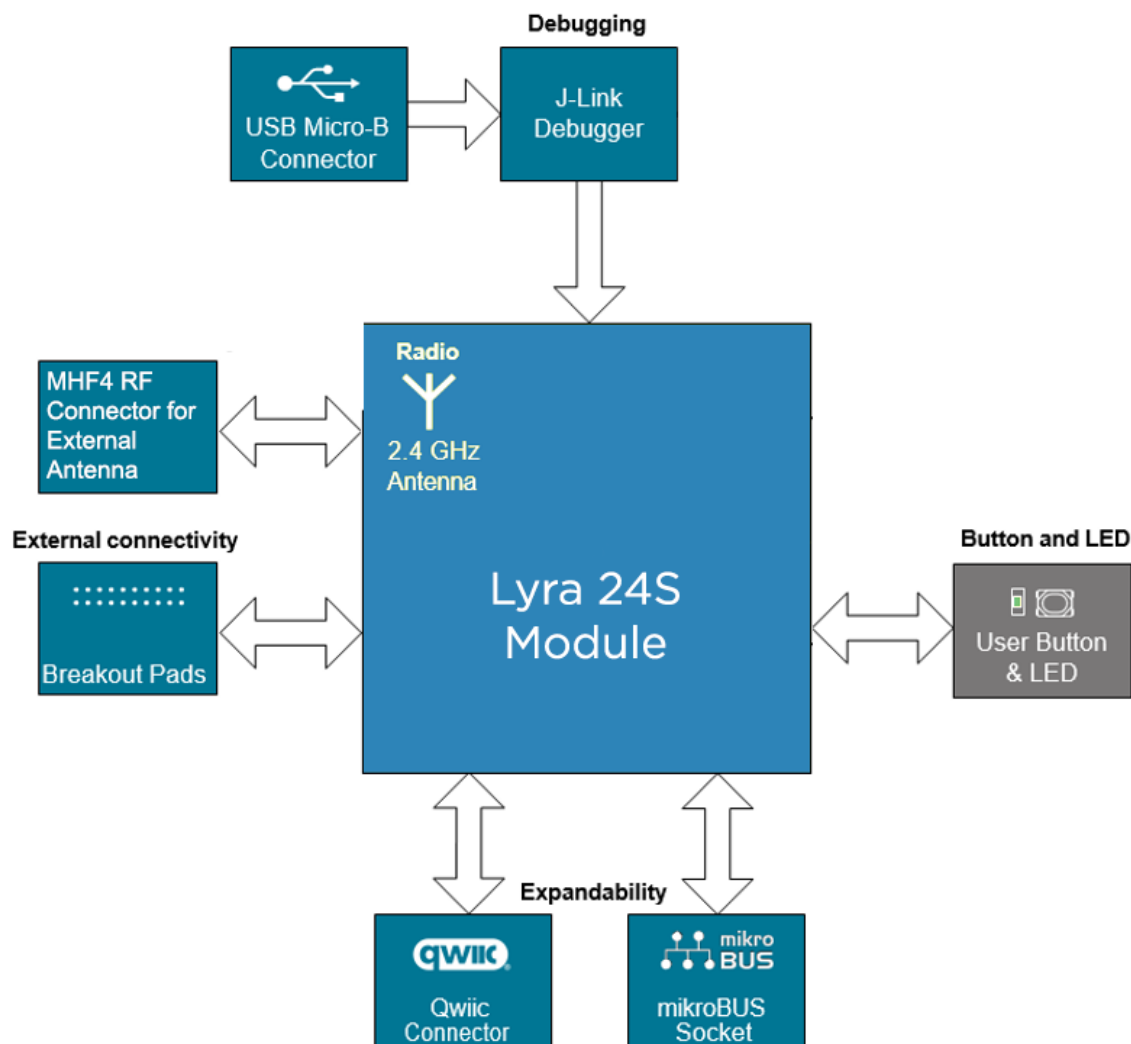 Debugging
USB Micro-B
Connector
J-Link
Debugger
Radio
2.4 GHz
Antenna
MHF4 RF
Connector for
External
Antenna
External connectivity
Breakout Pads
Lyra 24S
Module
Button and LED
User Button
& LED
Expandability
qwiic
Qwiic
Connector
mikro
BUS
mikroBUS
Socket